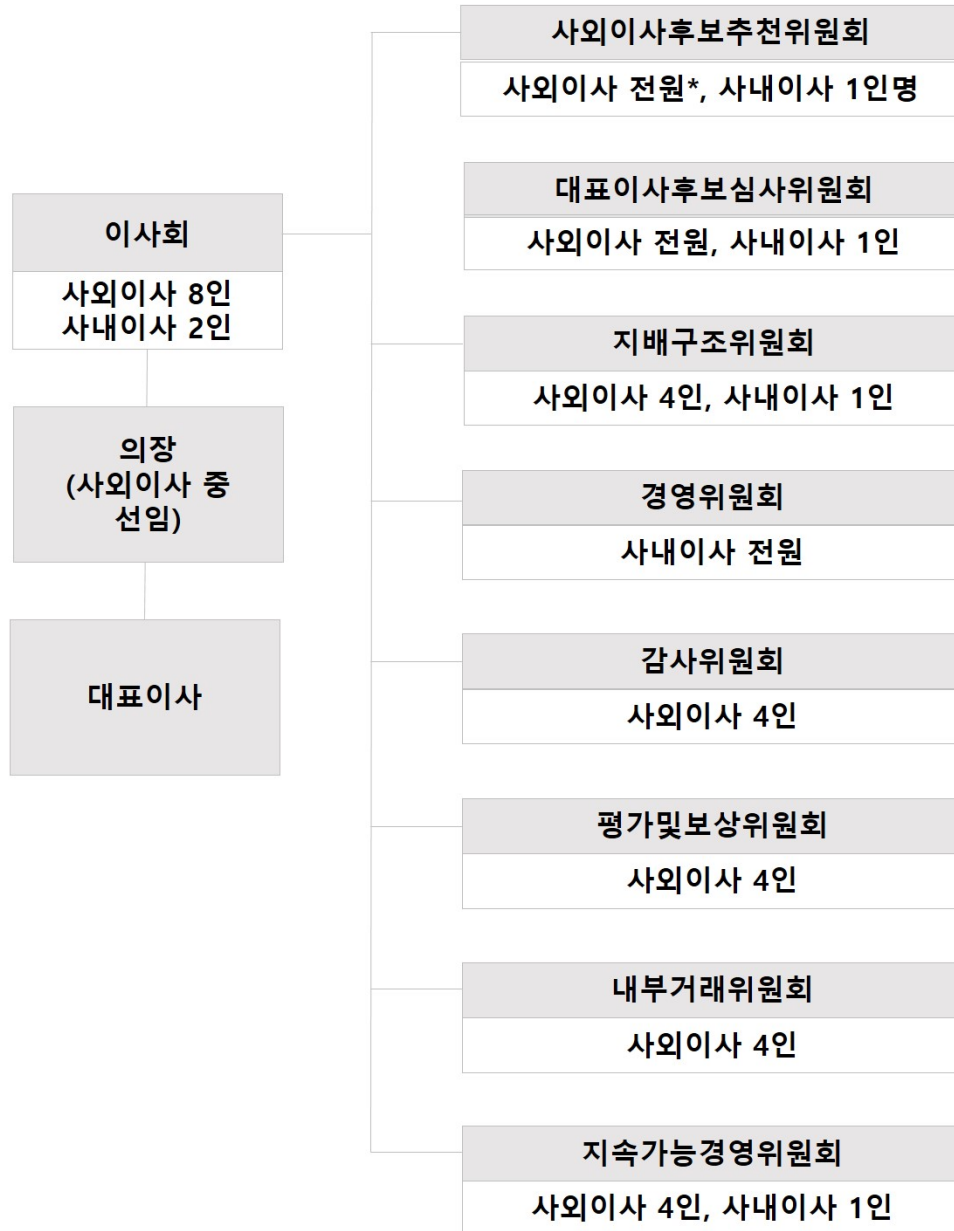 이사회
사외이사 8인
사내이사 2인
의장
(사외이사 중
선임)
대표이사
사외이사후보추천위원회
사외이사 전원*, 사내이사 1인명
대표이사후보심사위원회
사외이사 전원, 사내이사 1인
지배구조위원회
사외이사 4인, 사내이사 1인
경영위원회
사내이사 전원
감사위원회
사외이사 4인
평가및보상위원회
사외이사 4인
내부거래위원회
사외이사 4인
지속가능경영위원회
사외이사 4인, 사내이사 1인